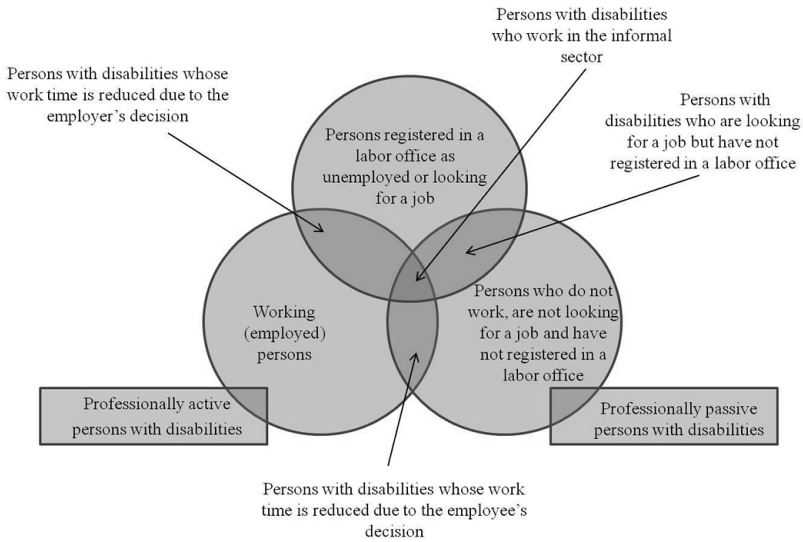 Persons with disabilities
who work in the informal
sector
Persons with disabilities whose
work time is reduced due to the
employer’s decision
Persons with
disabilities who are looking
for a job but have not
registered in a labor office
Persons registered in a
labor office as
unemployed or looking
for a job
Working
(employed)
persons
Persons who do not
work, are not looking
for a job and have
not registered in a
labor office
Professionally active
persons with disabilities
Professionally passive
persons with disabilities
Persons with disabilities whose work
time is reduced due to the employee’s
decision